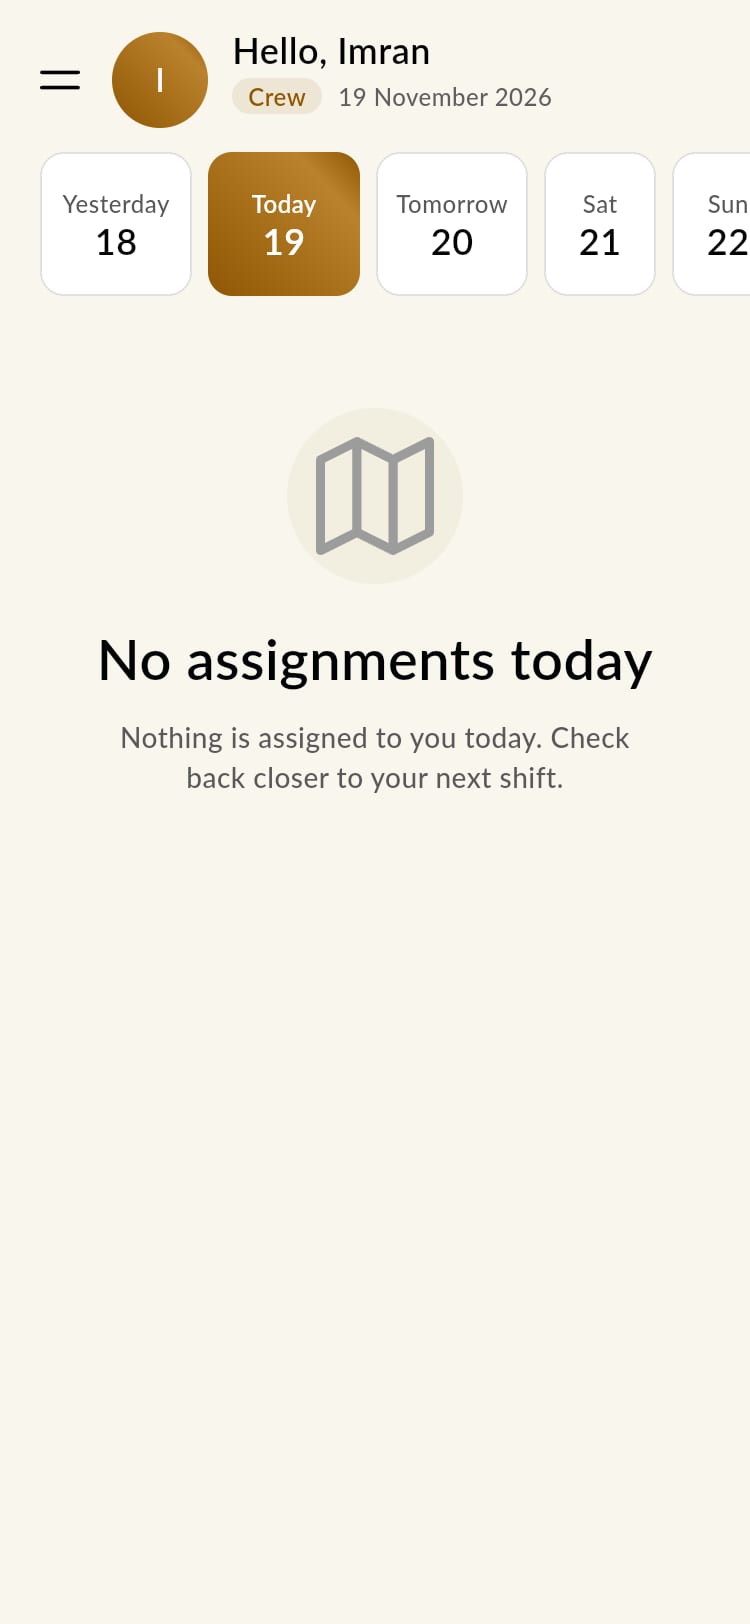 I
Hello, Imran
Crew
19 November 2026
Yesterday
18
Today
19
Tomorrow
20
Sat
21
Sun
22
No assignments today
Nothing is assigned to you today. Check
back closer to your next shift.